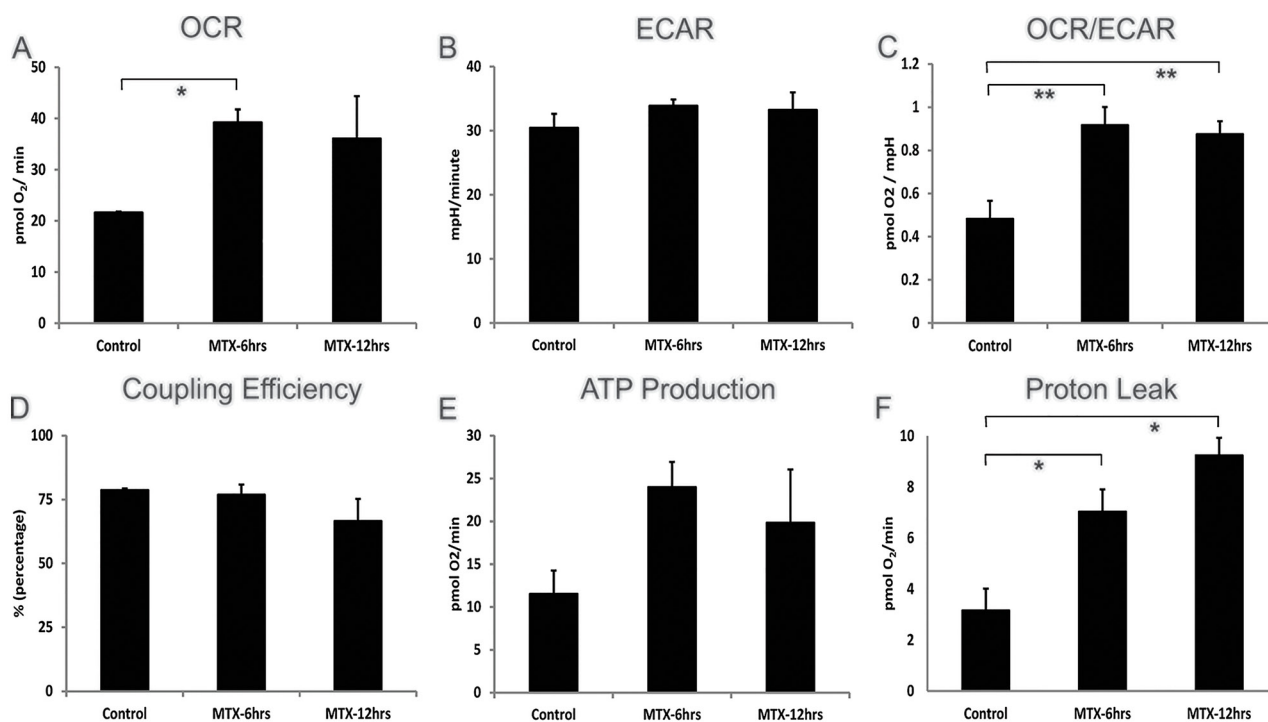 A
OCR
pmol O₂/ min
50
40
30
20
10
0
*
Control
MTX-6hrs
MTX-12hrs
B
ECAR
mpH/minute
40
35
30
25
20
15
10
5
0
Control
MTX-6hrs
MTX-12hrs
C
OCR/ECAR
pmol O2 / mpH
1.2
1
0.8
0.6
0.4
0.2
0
**
**
Control
MTX-6hrs
MTX-12hrs
D
Coupling Efficiency
% (percentage)
100
75
50
25
0
Control
MTX-6hrs
MTX-12hrs
E
ATP Production
pmol O2/min
30
25
20
15
10
5
0
Control
MTX-6hrs
MTX-12hrs
F
Proton Leak
pmol O₂/min
10
8
6
4
2
0
*
*
Control
MTX-6hrs
MTX-12hrs